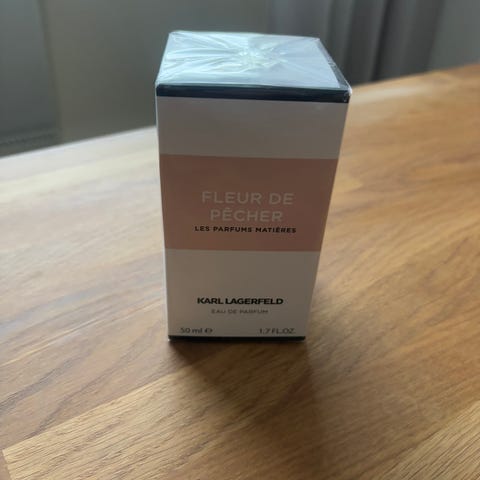 FLEUR DE
PÊCHER
LES PARFUMS MATIÈRES
KARL LAGERFELD
EAU DE PARFUM
50 ml ℮ 1.7 FL.OZ.